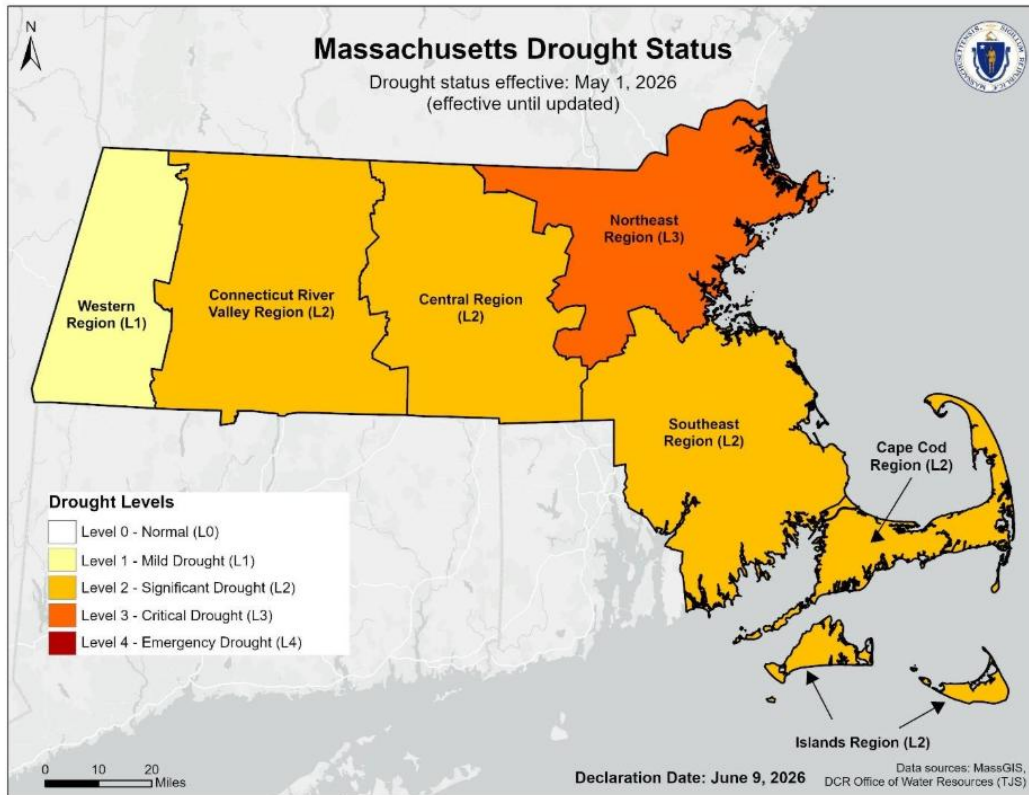 N
Massachusetts Drought Status
Drought status effective: May 1, 2026
(effective until updated)
Northeast
Region (L3)
Western
Region (L1)
Connecticut River
Valley Region (L2)
Central Region
(L2)
Southeast
Region (L2)
Cape Cod
Region (L2)
Islands Region (L2)
Drought Levels
Level 0 - Normal (L0)
Level 1 - Mild Drought (L1)
Level 2 - Significant Drought (L2)
Level 3 - Critical Drought (L3)
Level 4 - Emergency Drought (L4)
0 10 20
Miles
Declaration Date: June 9, 2026
Data sources: MassGIS,
DCR Office of Water Resources (TJS)